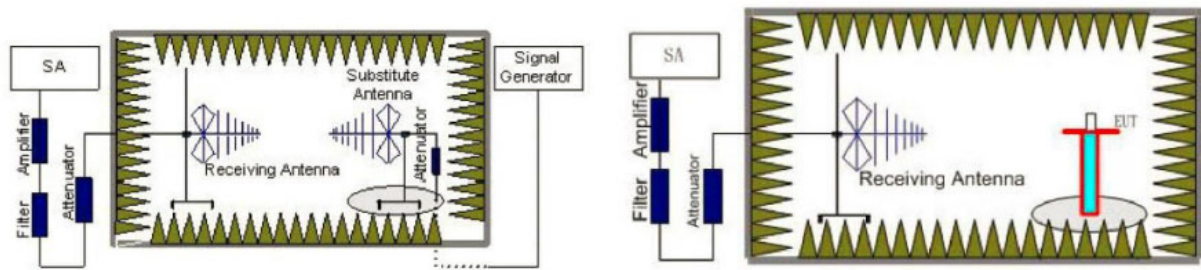 SA
Amplifier
Filter
Attenuator
Receiving Antenna
Substitute
Antenna
Attenuator
Signal
Generator
SA
Amplifier
Filter
Attenuator
Receiving Antenna
EUT